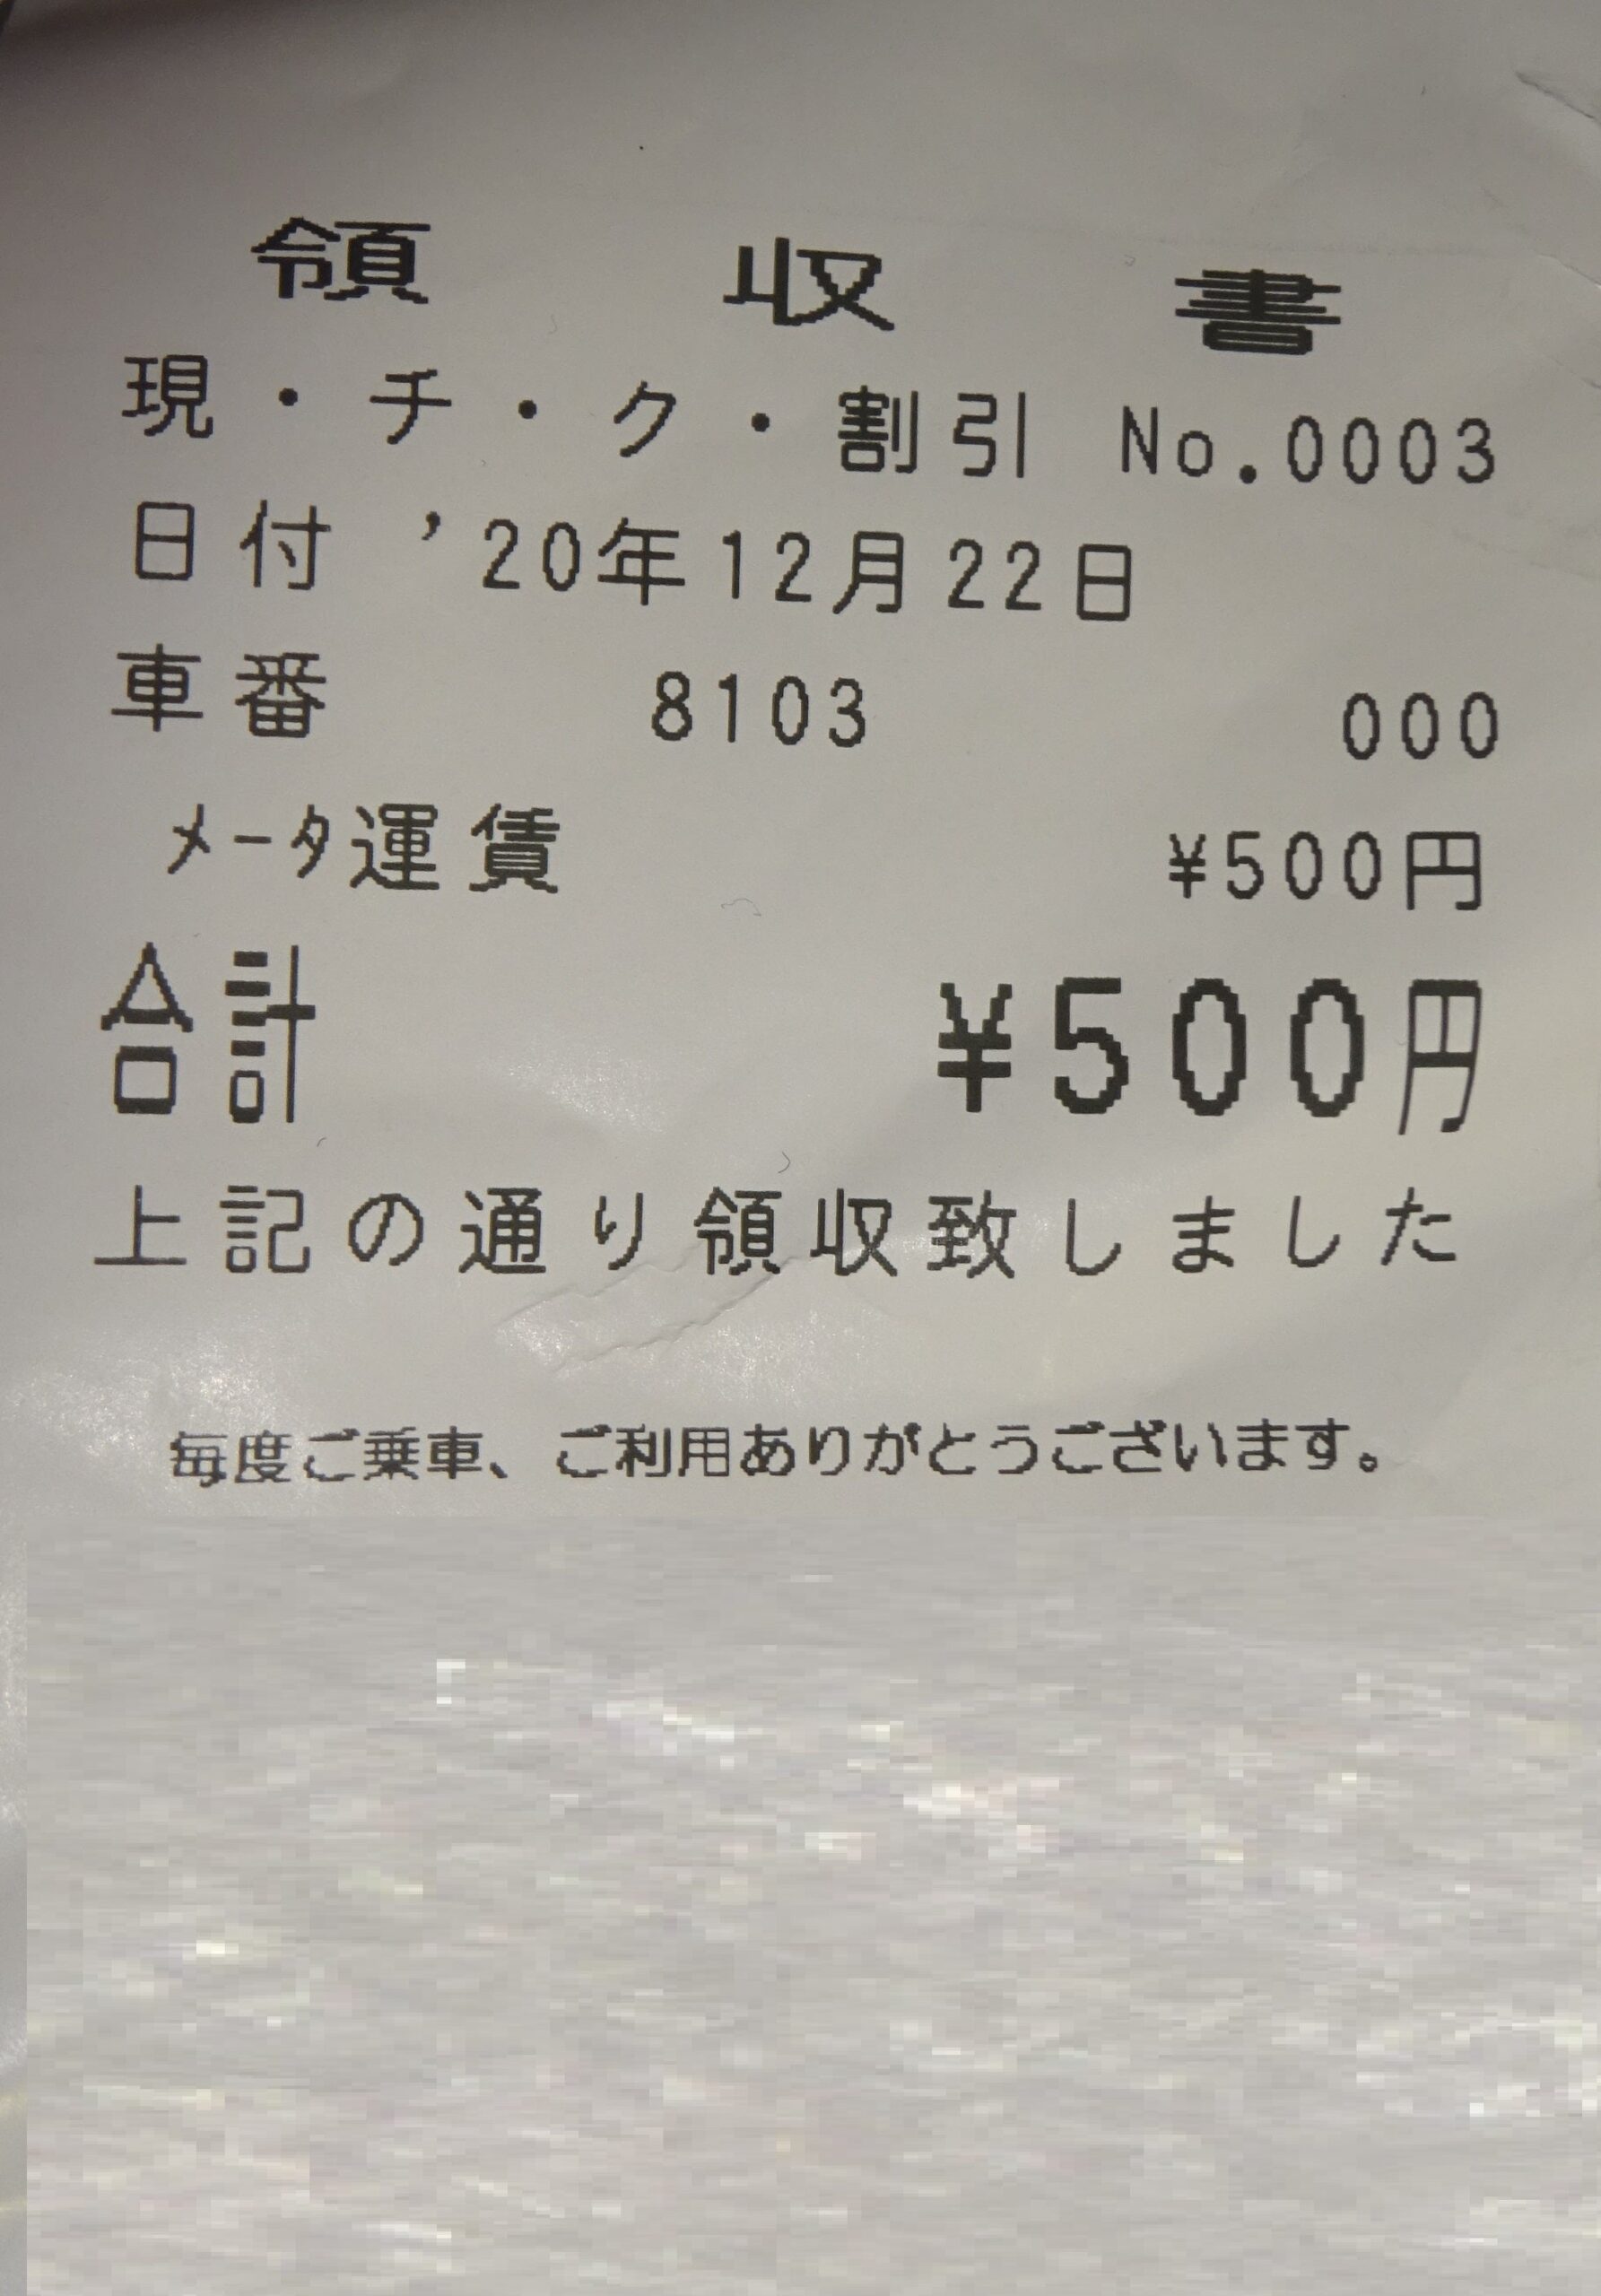 領収書
現・チ・ク・割引 No.0003
日付 '20年12月22日
車番 8103 000
ﾒｰﾀ運賃 ¥500円
合計 ¥500円
上記の通り領収致しました
毎度ご乗車、ご利用ありがとうございます。